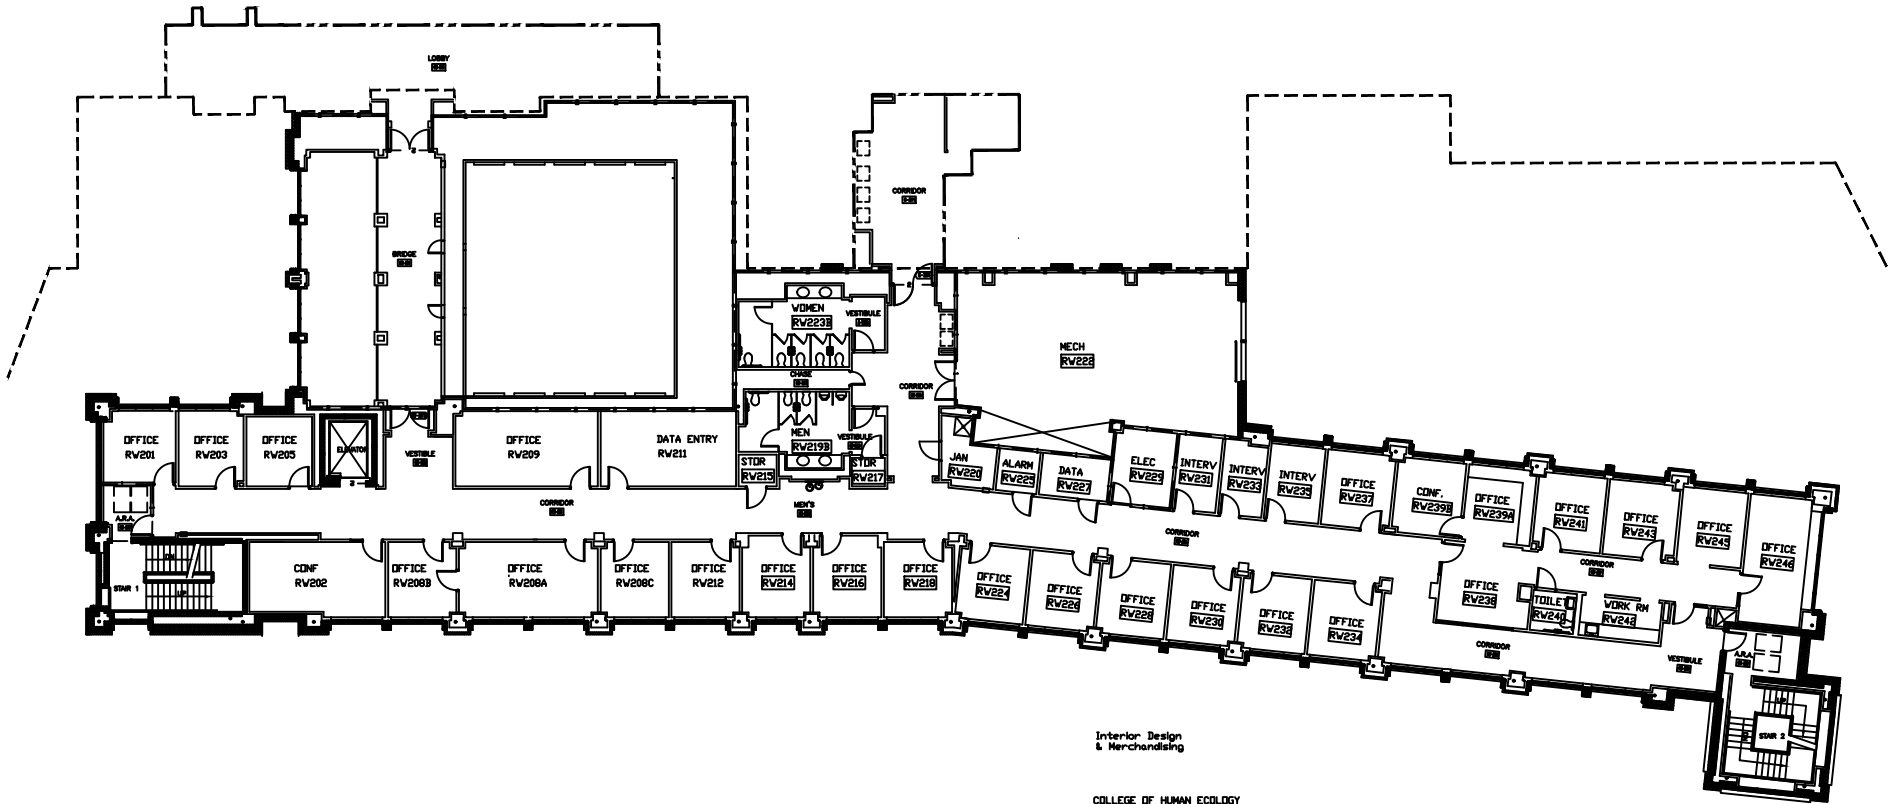 LOBBY
CORRIDOR
BRIDGE
WOMEN
RW223B
VESTIBULE
MECH
RW222
CHASE
CORRIDOR
MEN
RW219B
VESTIBULE
OFFICE
RW201
OFFICE
RW203
OFFICE
RW205
ELEVATOR
VESTIBLE
OFFICE
RW209
DATA ENTRY
RW211
STOR
RW215
STOR
RW217
JAN
RW220
ALARM
RW225
DATA
RW227
ELEC
RW229
INTERV
RW231
INTERV
RW233
INTERV
RW235
OFFICE
RW237
CONF.
RW239B
OFFICE
RW239A
OFFICE
RW241
OFFICE
RW243
OFFICE
RW245
OFFICE
RW246
A.R.A.
CORRIDOR
MEN'S
CORRIDOR
CORRIDOR
DN
UP
STAIR 1
CONF
RW202
OFFICE
RW208B
OFFICE
RW208A
OFFICE
RW208C
OFFICE
RW212
OFFICE
RW214
OFFICE
RW216
OFFICE
RW218
OFFICE
RW224
OFFICE
RW226
OFFICE
RW228
OFFICE
RW230
OFFICE
RW232
OFFICE
RW234
OFFICE
RW238
TOILET
RW240
WORK RM
RW242
CORRIDOR
VESTIBULE
A.R.A.
UP
STAIR 2
Interior Design
& Merchandising
COLLEGE OF HUMAN ECOLOGY